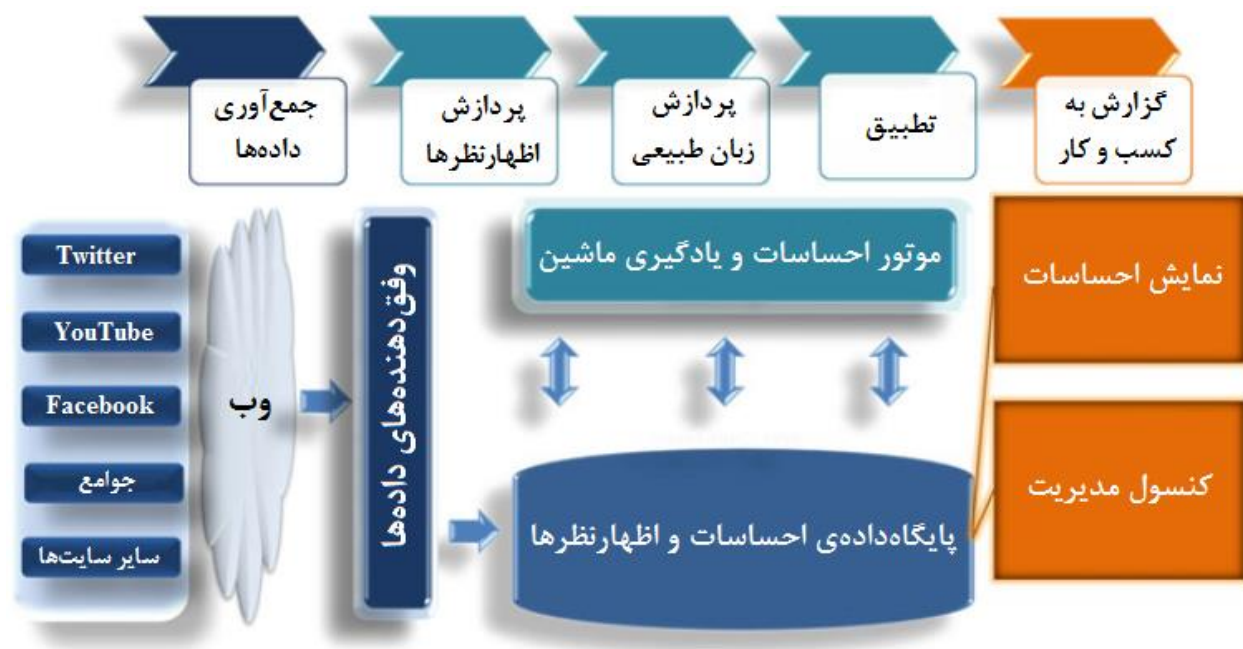 جمع‌آوری
داده‌ها
پردازش
اظهارنظرها
پردازش
زبان طبیعی
تطبیق
گزارش به
کسب و کار
Twitter
YouTube
Facebook
جوامع
سایر سایت‌ها
وب
وفق‌دهنده‌های داده‌ها
موتور احساسات و یادگیری ماشین
پایگاه‌داده‌ی احساسات و اظهارنظرها
نمایش احساسات
کنسول مدیریت